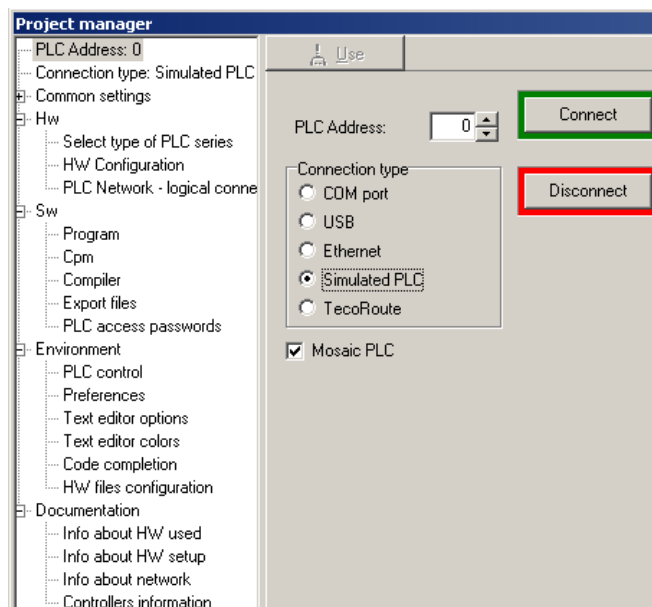 Project manager
PLC Address: 0
Connection type: Simulated PLC
Common settings
Hw
Select type of PLC series
HW Configuration
PLC Network - logical conne
Sw
Program
Cpm
Compiler
Export files
PLC access passwords
Environment
PLC control
Preferences
Text editor options
Text editor colors
Code completion
HW files configuration
Documentation
Info about HW used
Info about HW setup
Info about network
Controllers information
Use
PLC Address: 0
Connect
Disconnect
Connection type
COM port
USB
Ethernet
Simulated PLC
TecoRoute
Mosaic PLC